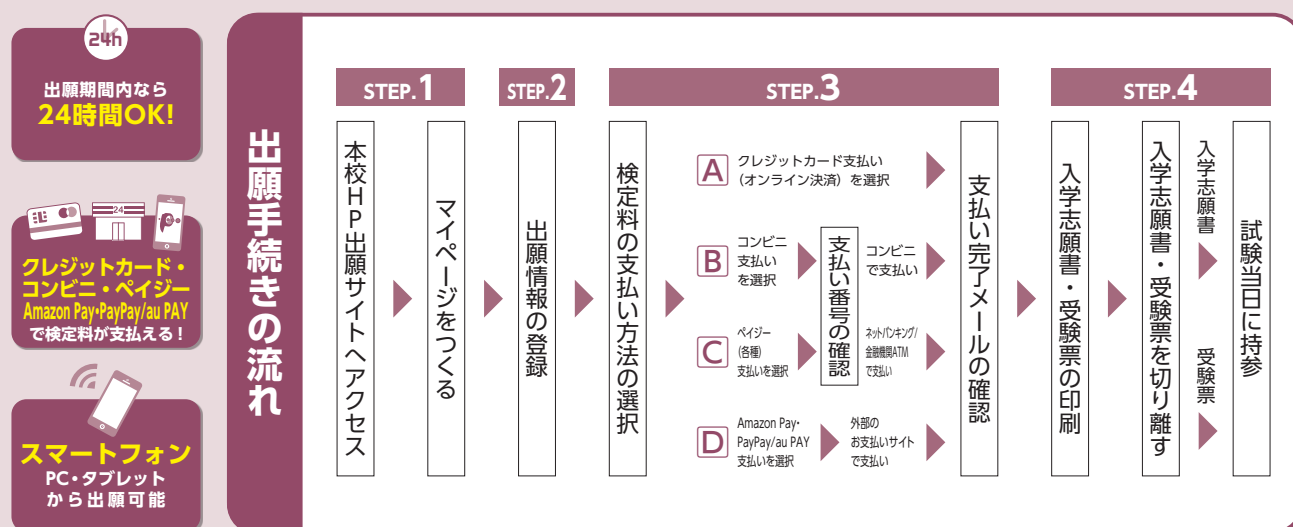 24h
出願期間内なら
24時間OK!
24
クレジットカード・
コンビニ・ペイジー
Amazon Pay・PayPay/au PAY
で検定料が支払える！
スマートフォン
PC・タブレット
から出願可能
出願手続きの流れ
STEP.1
本校HP出願サイトへアクセス
マイページをつくる
STEP.2
出願情報の登録
STEP.3
検定料の支払い方法の選択
A
クレジットカード支払い
（オンライン決済）を選択
B
コンビニ
支払い
を選択
支払い番号の確認
コンビニ
で支払い
C
ペイジー
（各種）
支払いを選択
ネットバンキング/
金融機関ATM
で支払い
D
Amazon Pay・
PayPay/au PAY
支払いを選択
外部の
お支払いサイト
で支払い
支払い完了メールの確認
STEP.4
入学志願書・受験票の印刷
入学志願書・受験票を切り離す
入学志願書
受験票
試験当日に持参